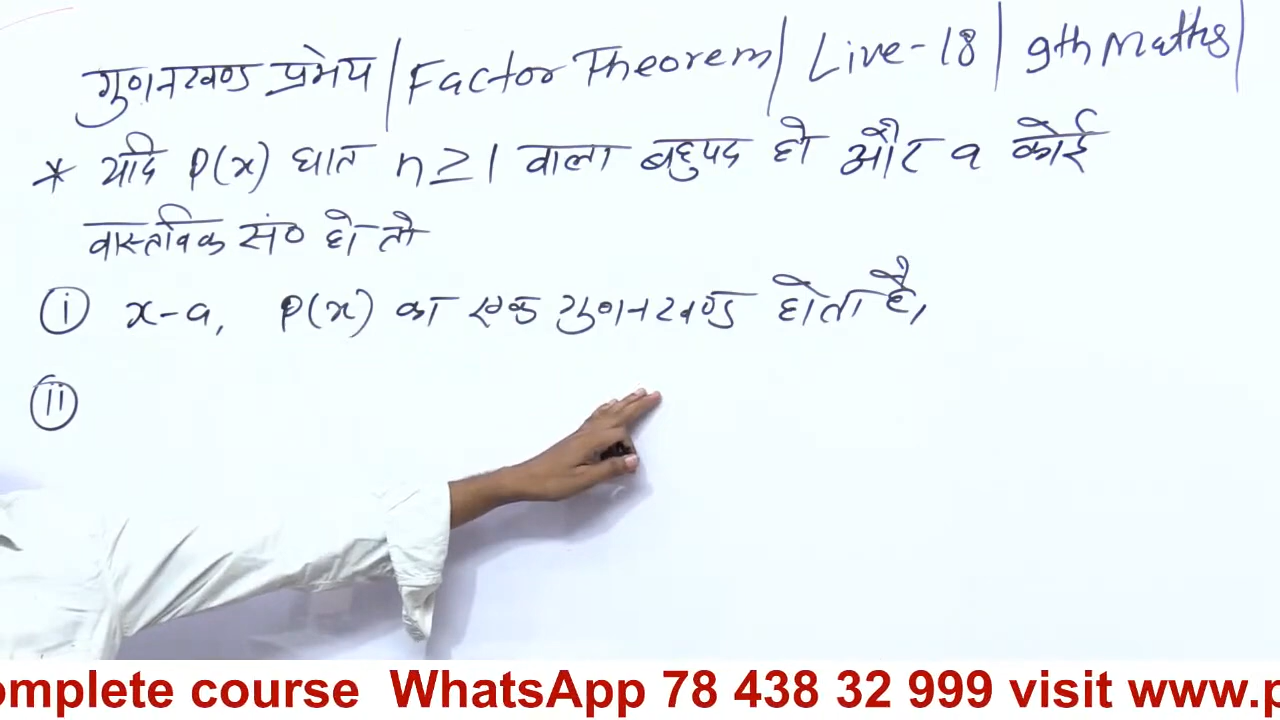 गुणनखण्ड प्रमेय / Factor Theorem / Live-18 | 9th Maths |
* यदि P(x) घात n ≥ 1 वाला बहुपद हो और a कोई
वास्तविक सं० हो तो
(i) x-a, P(x) का एक गुणनखण्ड होता है,
(ii)
omplete course WhatsApp 78 438 32 999 visit www.p